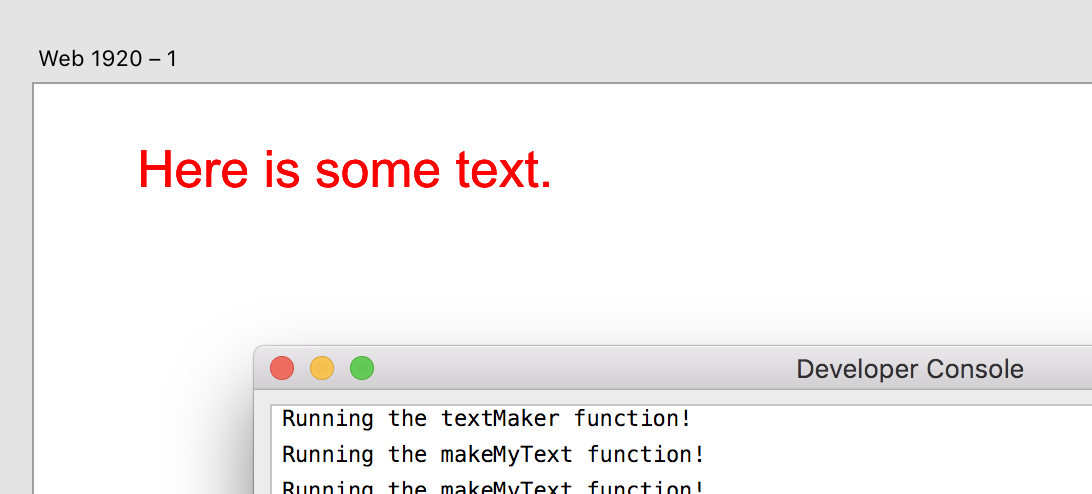 Web 1920 – 1
Here is some text.
Developer Console
Running the textMaker function!
Running the makeMyText function!
Running the makeMyText function!